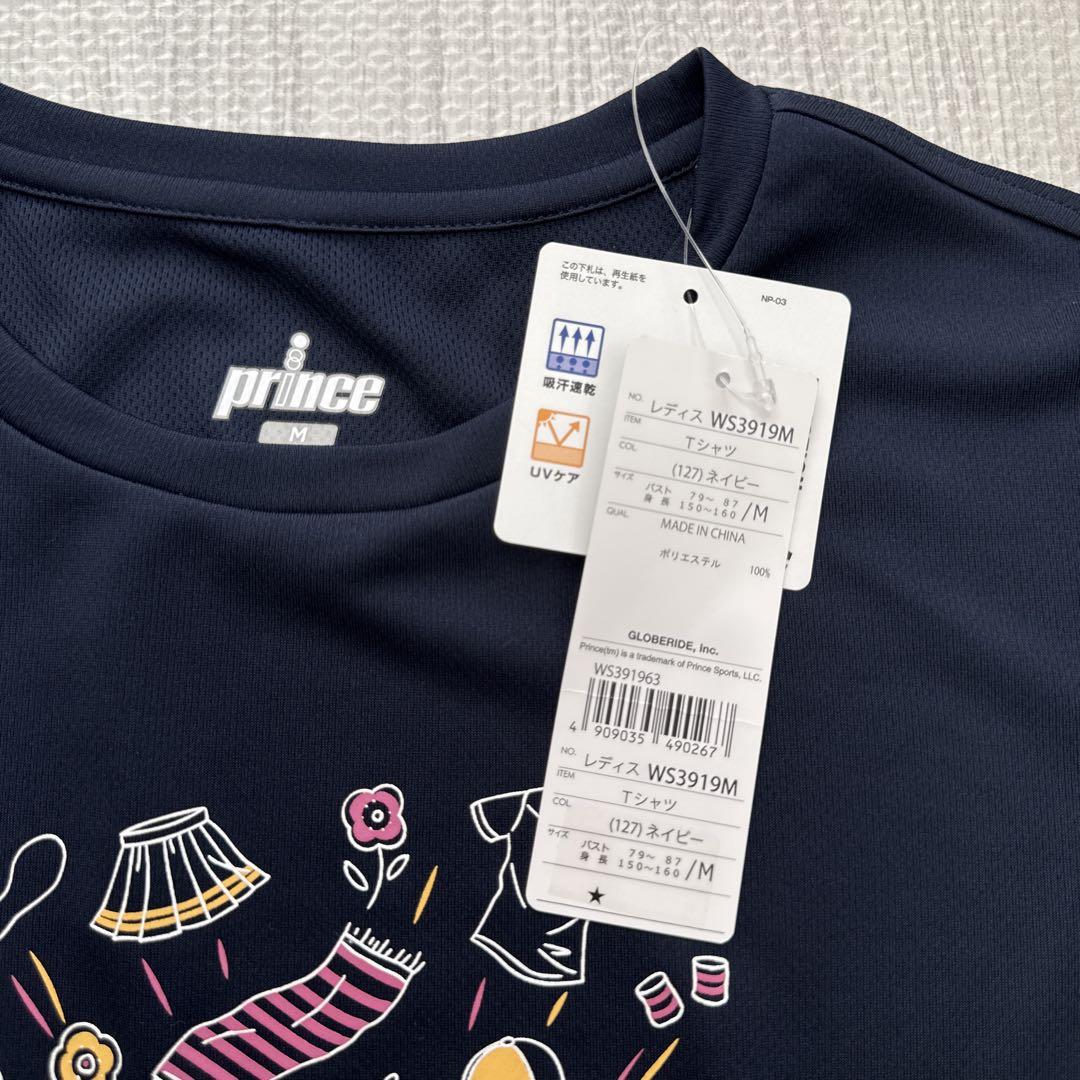 prince
M
この下札は、再生紙を
使用しています。
NP-03
吸汗速乾
UVケア
NO. レディス WS3919M
ITEM Tシャツ
COL. (127) ネイビー
サイズ バスト 79～ 87
身 長 150～160 /M
QUAL. MADE IN CHINA
ポリエステル 100%
GLOBERIDE, Inc.
Prince(tm) is a trademark of Prince Sports, LLC.
WS391963
4 909035 490267
NO. レディス WS3919M
ITEM Tシャツ
COL. (127) ネイビー
サイズ バスト 79～ 87
身 長 150～160 /M
★